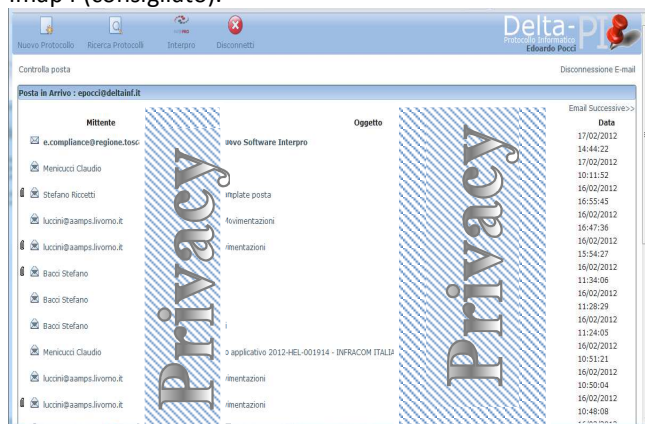 Imap4 (consigliato).
Delta-PI
Protocollo Informatico
Edoardo Pocci
Nuovo Protocollo Ricerca Protocolli Interpro Disconnetti
Controlla posta Disconnessione E-mail
Posta in Arrivo : epocci@deltainf.it
Email Successive>>
Mittente Oggetto Data
e.compliance@regione.tosc uovo Software Interpro 17/02/2012
14:44:22
Menicucci Claudio 17/02/2012
10:11:52
Stefano Riccetti mplate posta 16/02/2012
16:55:45
luccini@aamps.livorno.it Movimentazioni 16/02/2012
16:47:36
luccini@aamps.livorno.it vimentazioni 16/02/2012
15:54:27
Bacci Stefano 16/02/2012
11:34:06
Bacci Stefano 16/02/2012
11:28:29
Bacci Stefano i 16/02/2012
11:24:05
Menicucci Claudio o applicativo 2012-HEL-001914 - INFRACOM ITALIA 16/02/2012
10:51:21
luccini@aamps.livorno.it vimentazioni 16/02/2012
10:50:04
luccini@aamps.livorno.it vimentazioni 16/02/2012
10:48:08
Privacy
Privacy